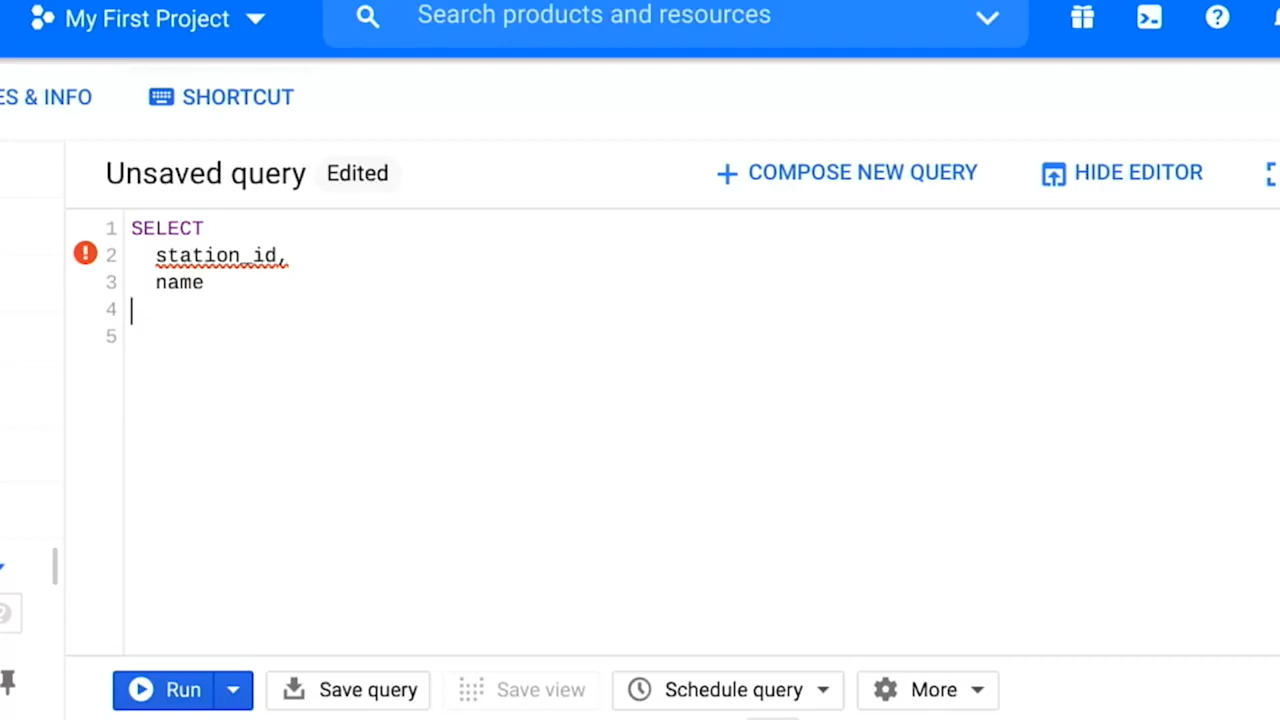 My First Project
Search products and resources
ES & INFO
SHORTCUT
Unsaved query
Edited
COMPOSE NEW QUERY
HIDE EDITOR
1 SELECT
2 station_id,
3 name
4
5
Run
Save query
Save view
Schedule query
More